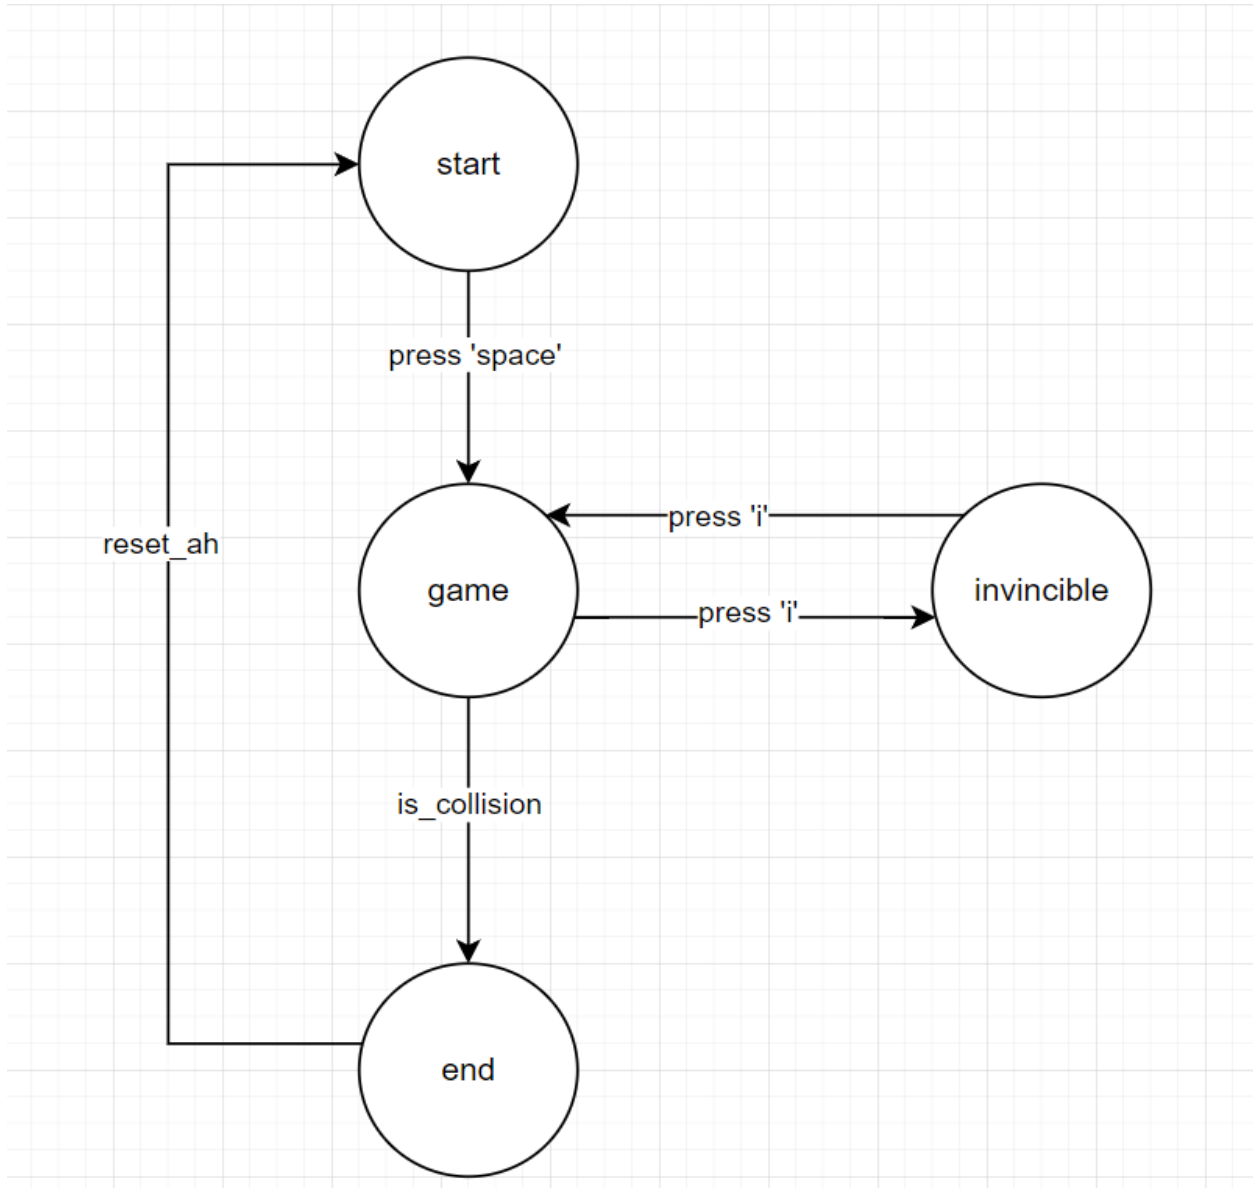 start
press 'space'
press 'i'
reset_ah
game
invincible
press 'i'
is_collision
end